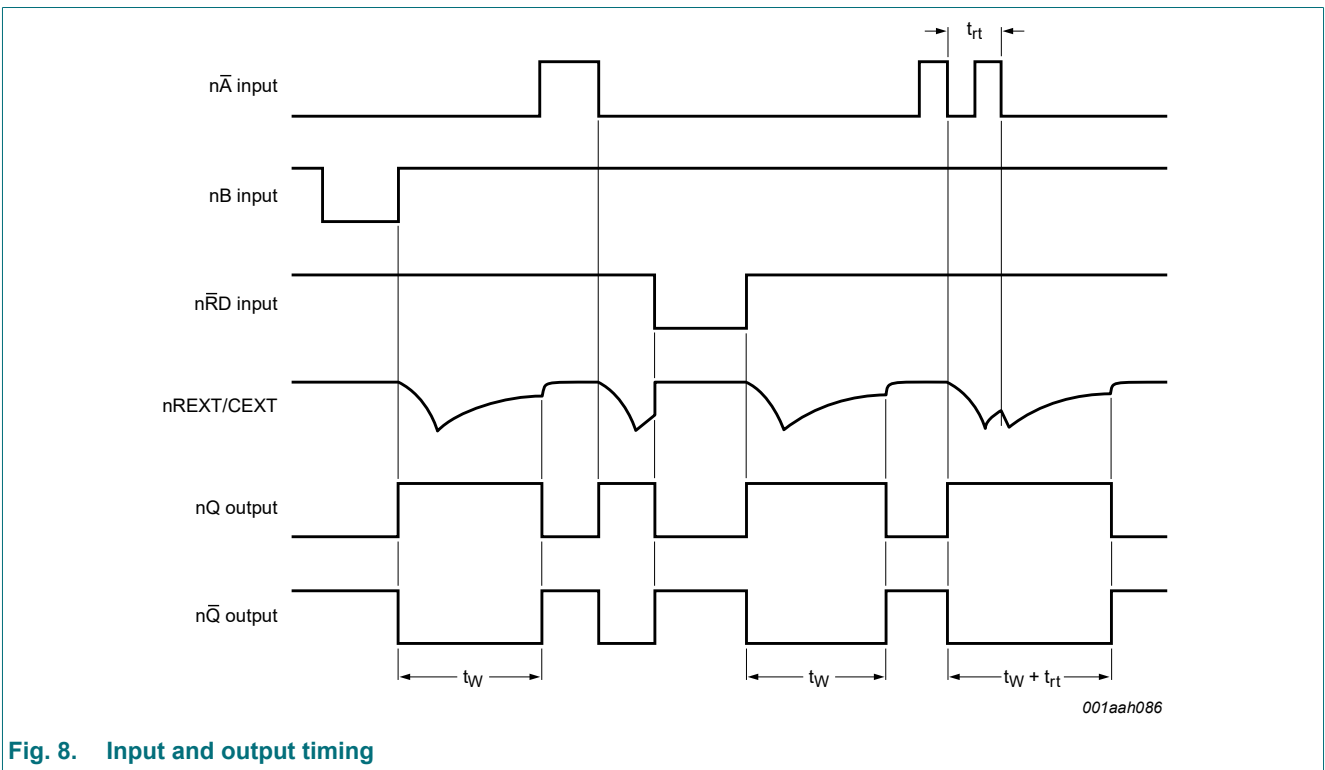 t_rt
nA̅ input
nB input
nR̅D input
nREXT/CEXT
nQ output
nQ̅ output
t_W
t_W
t_W + t_rt
001aah086
Fig. 8. Input and output timing